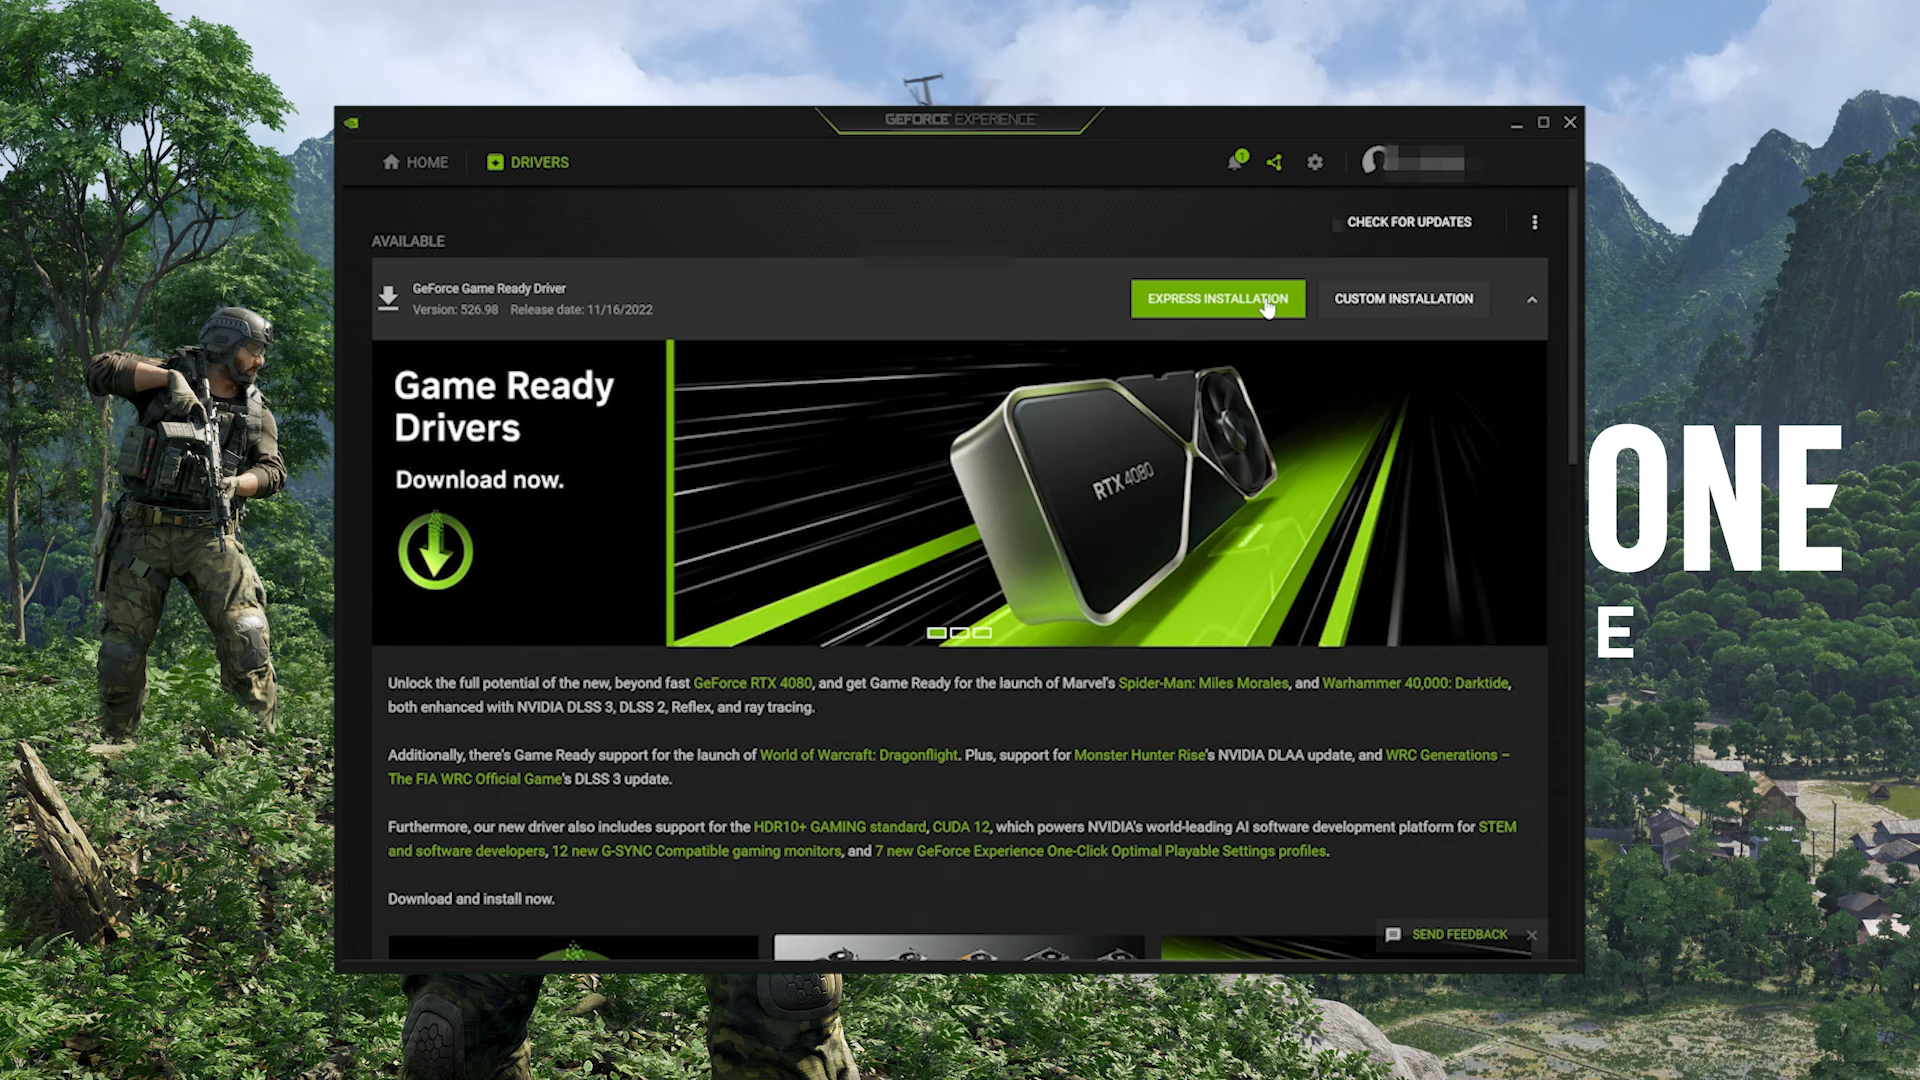 GEFORCE EXPERIENCE
HOME
DRIVERS
1
CHECK FOR UPDATES
AVAILABLE
GeForce Game Ready Driver
Version: 526.98 Release date: 11/16/2022
EXPRESS INSTALLATION
CUSTOM INSTALLATION
Game Ready
Drivers
Download now.
RTX 4080
ONE
E
Unlock the full potential of the new, beyond fast GeForce RTX 4080, and get Game Ready for the launch of Marvel's Spider-Man: Miles Morales, and Warhammer 40,000: Darktide,
both enhanced with NVIDIA DLSS 3, DLSS 2, Reflex, and ray tracing.
Additionally, there's Game Ready support for the launch of World of Warcraft: Dragonflight. Plus, support for Monster Hunter Rise's NVIDIA DLAA update, and WRC Generations –
The FIA WRC Official Game's DLSS 3 update.
Furthermore, our new driver also includes support for the HDR10+ GAMING standard, CUDA 12, which powers NVIDIA's world-leading AI software development platform for STEM
and software developers, 12 new G-SYNC Compatible gaming monitors, and 7 new GeForce Experience One-Click Optimal Playable Settings profiles.
Download and install now.
SEND FEEDBACK